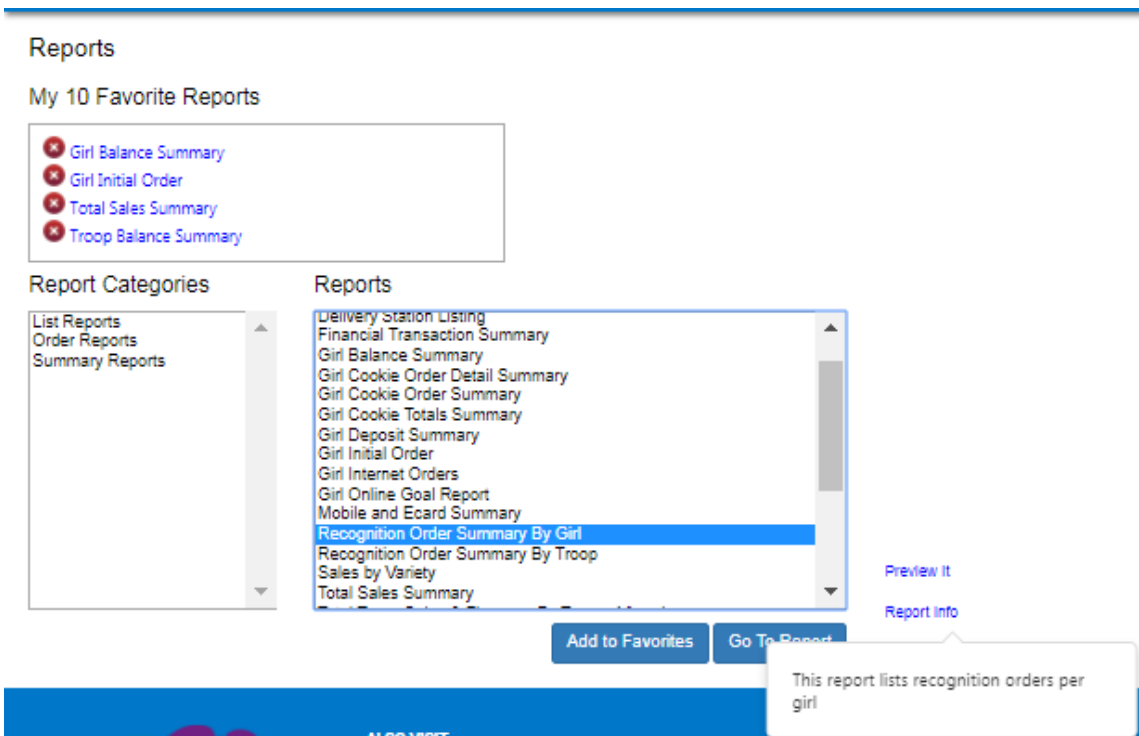 Reports
My 10 Favorite Reports
Girl Balance Summary
Girl Initial Order
Total Sales Summary
Troop Balance Summary
Report Categories
Reports
List Reports
Order Reports
Summary Reports
Delivery Station Listing
Financial Transaction Summary
Girl Balance Summary
Girl Cookie Order Detail Summary
Girl Cookie Order Summary
Girl Cookie Totals Summary
Girl Deposit Summary
Girl Initial Order
Girl Internet Orders
Girl Online Goal Report
Mobile and Ecard Summary
Recognition Order Summary By Girl
Recognition Order Summary By Troop
Sales by Variety
Total Sales Summary
Preview It
Report Info
Add to Favorites
Go To Report
This report lists recognition orders per
girl
ALSO VISIT